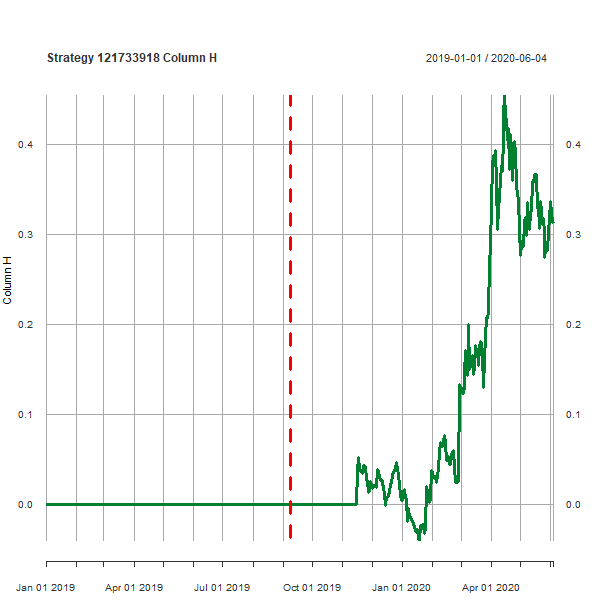 Strategy 121733918 Column H
2019-01-01 / 2020-06-04
0.4
0.4
0.3
0.3
Column H
0.2
0.2
0.1
0.1
0.0
0.0
Jan 01 2019
Apr 01 2019
Jul 01 2019
Oct 01 2019
Jan 01 2020
Apr 01 2020